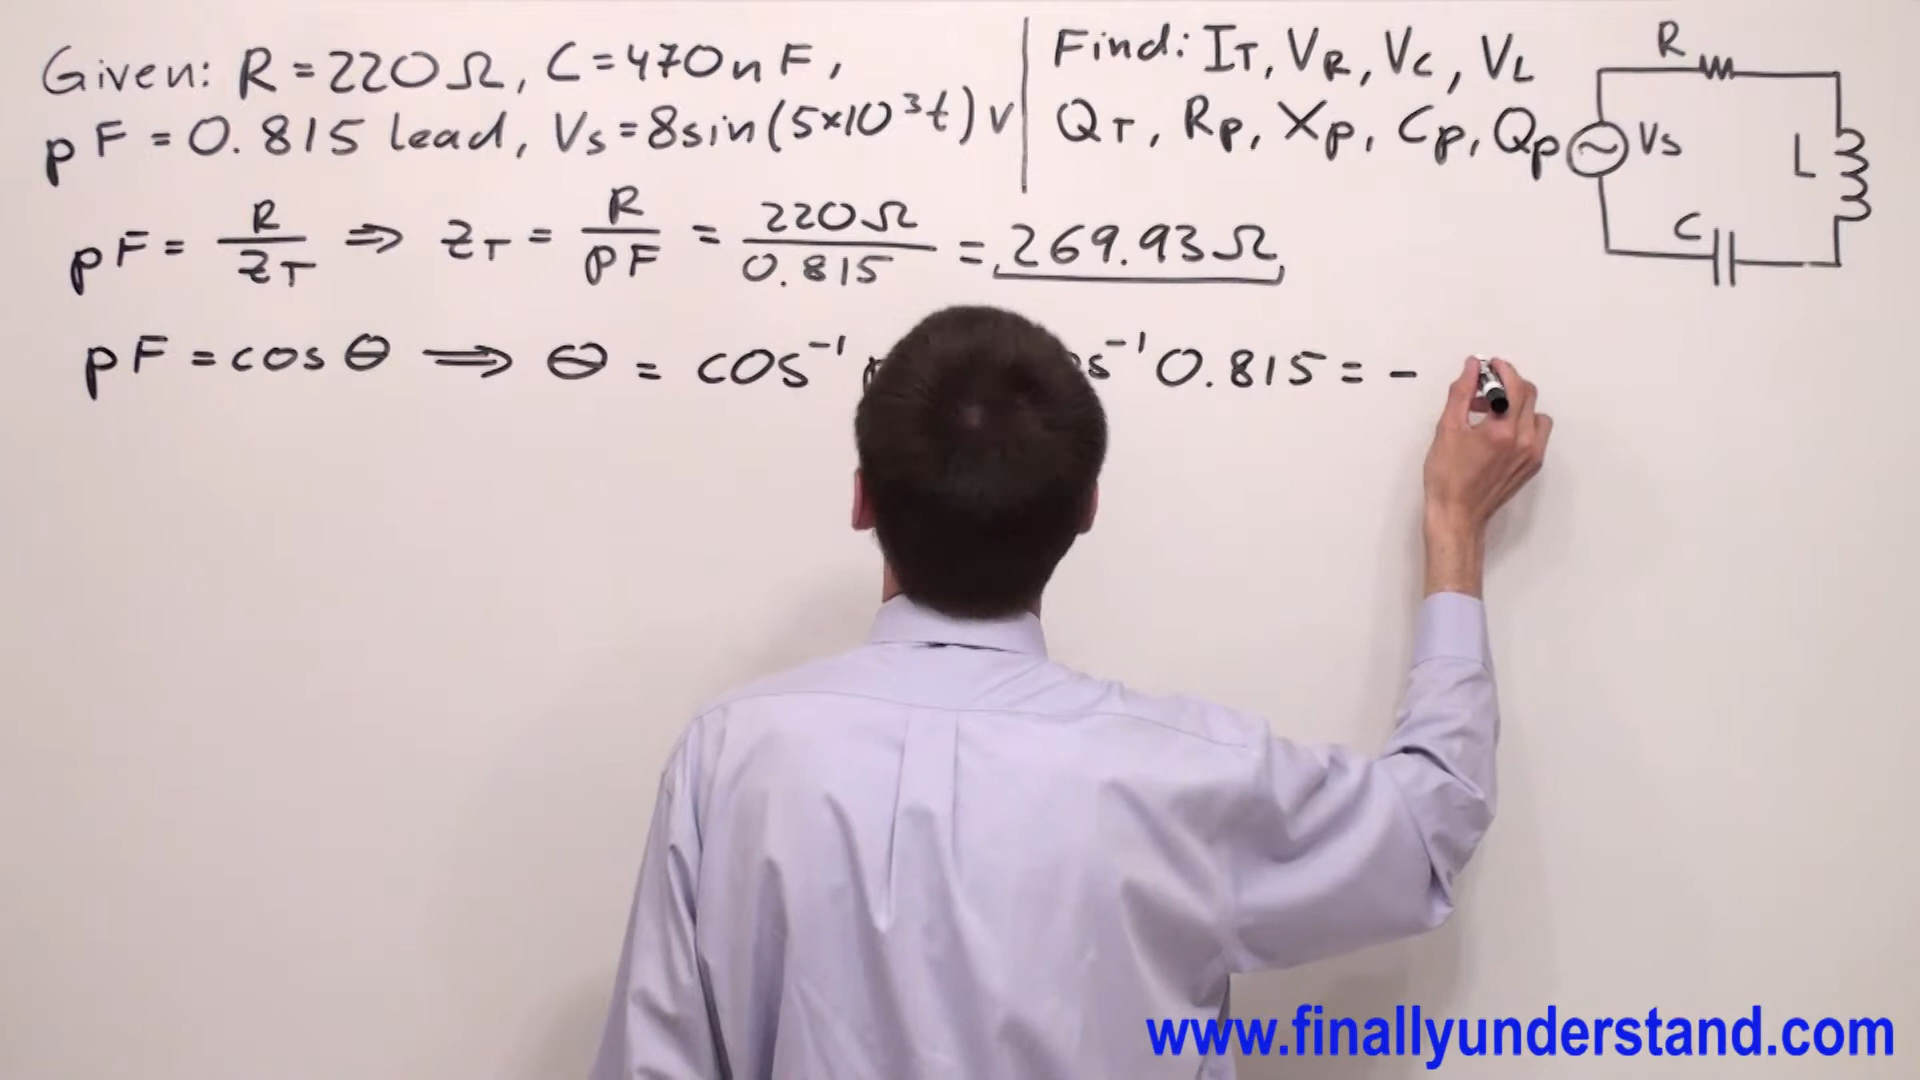 Given: R = 220Ω, C = 470nF,
pF = 0.815 lead, Vs = 8sin(5×10³t) v
Find: IT, VR, VC, VL
QT, Rp, Xp, Cp, Qp
R
Vs
L
C
pF = R/ZT ⇒ ZT = R/PF = 220Ω/0.815 = 269.93Ω
pF = cos θ ⇒ θ = cos⁻¹ 0.815 = -
www.finallyunderstand.com